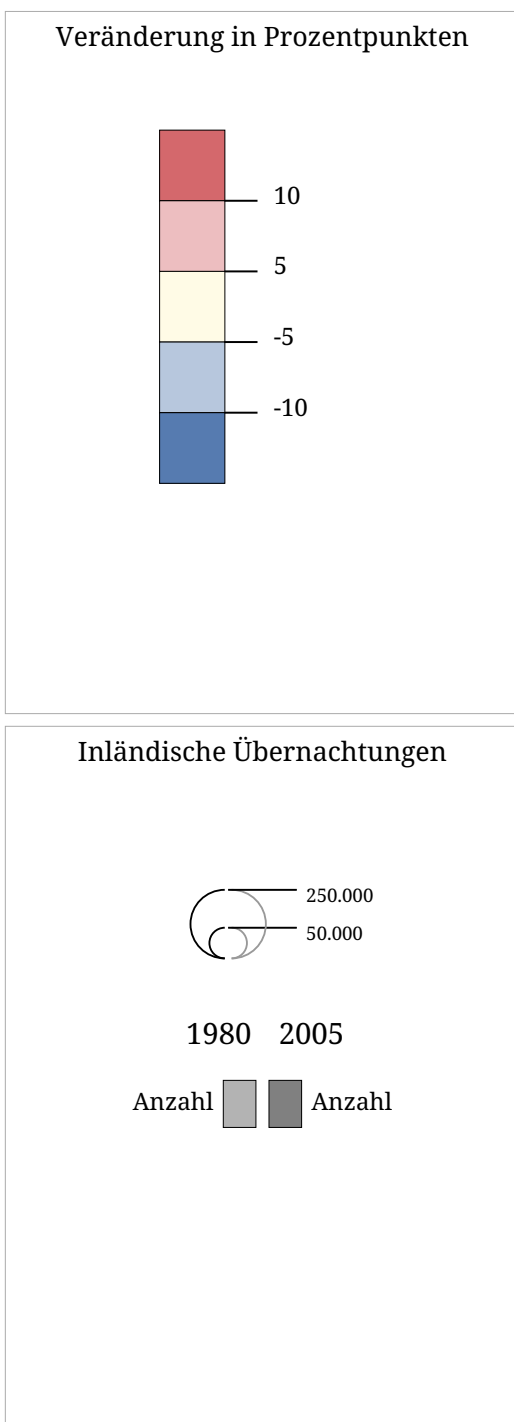 Veränderung in Prozentpunkten
10
5
-5
-10
Inländische Übernachtungen
250.000
50.000
1980 2005
Anzahl Anzahl